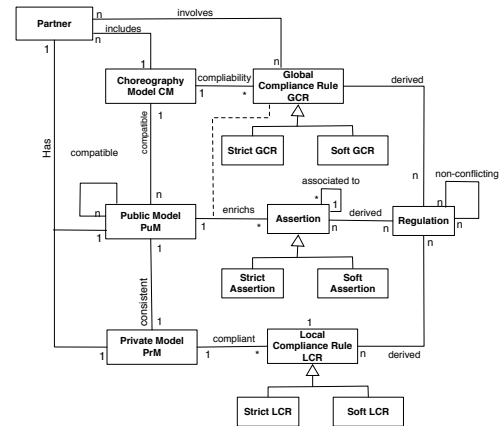 Partner
n
involves
n
includes
1
1
n
Choreography
Model CM
compliability
1
*
Global
Compliance Rule
GCR
derived
Strict GCR
Soft GCR
1
compatible
Has
compatible
associated to
non-conflicting
n
n
n
n
1
Public Model
PuM
enrichs
1
*
*
1
Assertion
derived
n
n
Regulation
n
n
1
Strict
Assertion
Soft
Assertion
consistent
1
1
Private Model
PrM
1
compliant
1
*
Local
Compliance Rule
LCR
n
derived
Strict LCR
Soft LCR